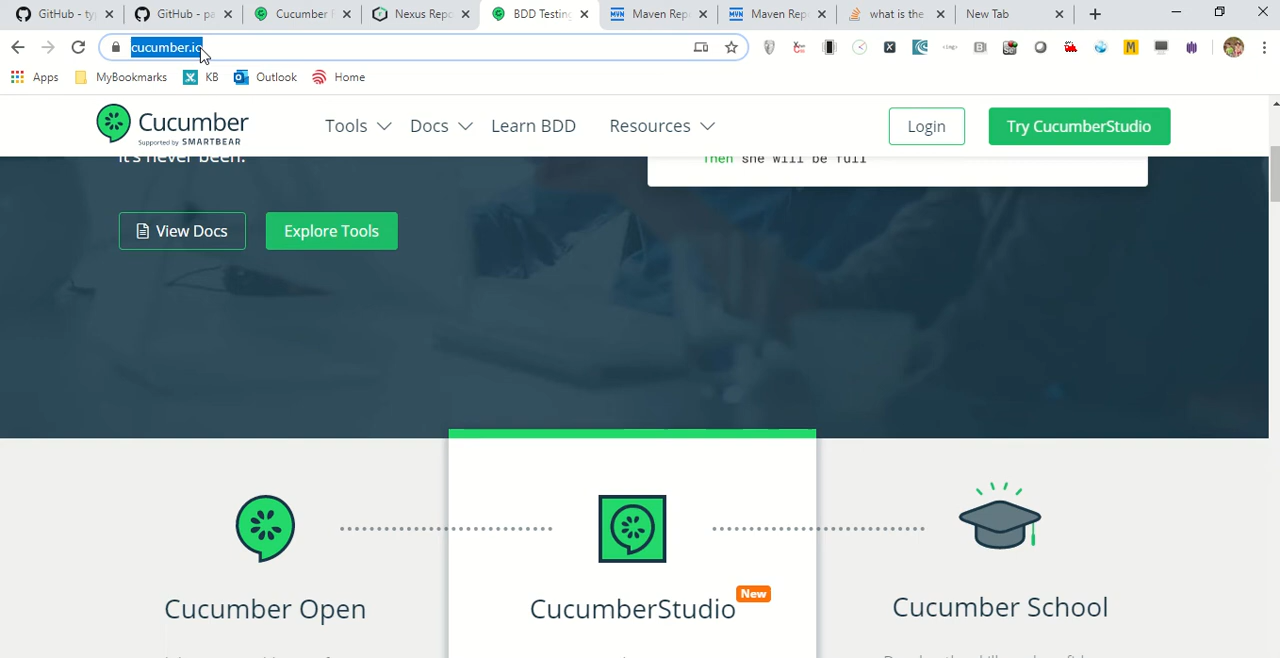 GitHub - ty
GitHub - pa
Cucumber
Nexus Repo
BDD Testing
Maven Rep
Maven Rep
what is the
New Tab
cucumber.io
Apps
MyBookmarks
KB
Outlook
Home
Cucumber
Supported by SMARTBEAR
Tools
Docs
Learn BDD
Resources
Login
Try CucumberStudio
it's never been.
Then she will be full
View Docs
Explore Tools
New
Cucumber Open
CucumberStudio
Cucumber School